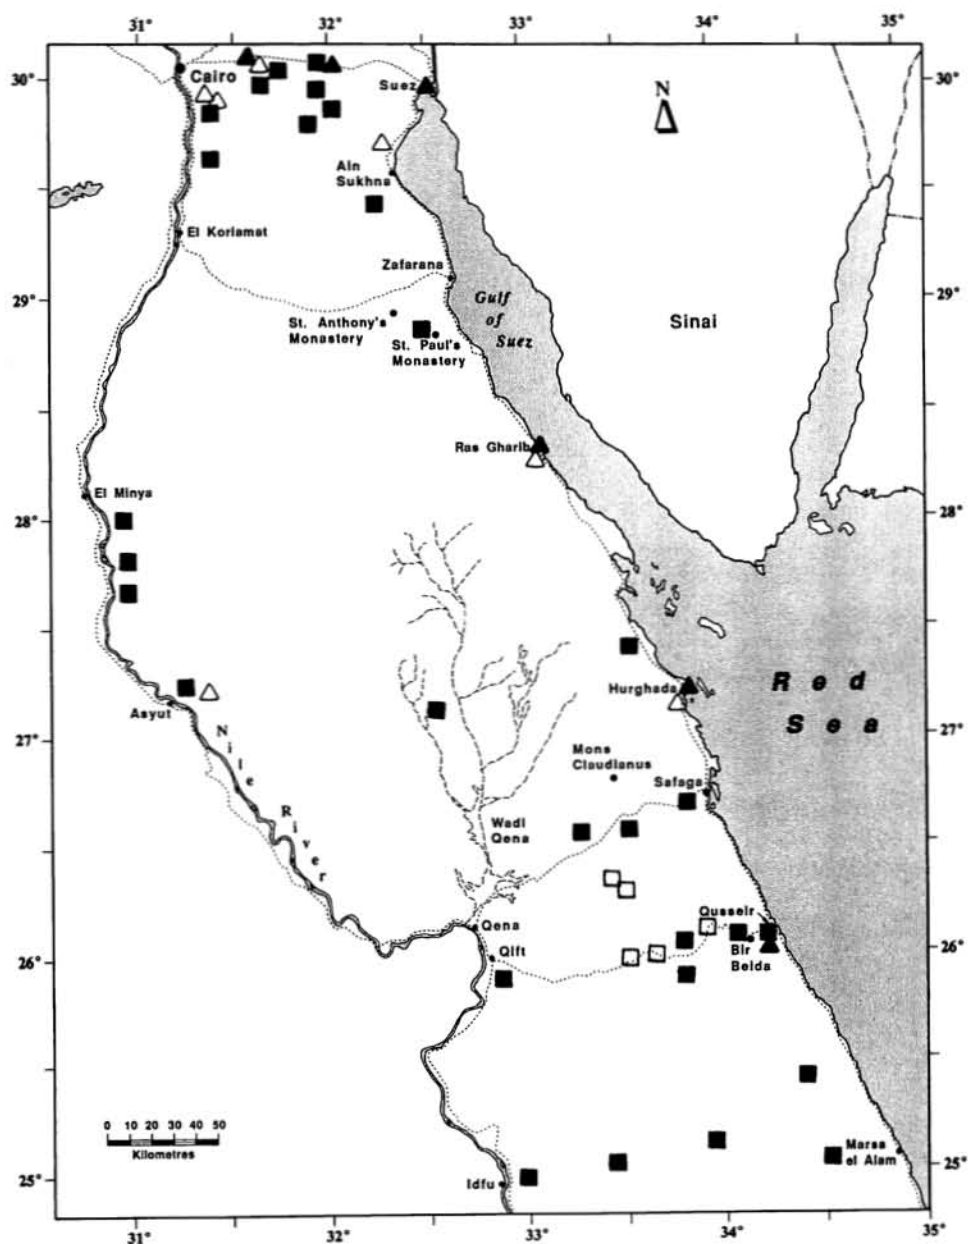 31° 32° 33° 34° 35°
30° 30°
Cairo
Suez
N
Ain
Sukhna
El Koriamat
Zafarana
29° 29°
St. Anthony's
Monastery
St. Paul's
Monastery
Gulf
of
Suez
Sinai
Ras Gharib
El Minya
28° 28°
Hurghada
Red
Sea
Asyut
27° 27°
Nile
River
Mons
Claudianus
Safaga
Wadi
Qena
Qusseir
Qena
Qift
Bir
Beida
26° 26°
0 10 20 30 40 50
Kilometres
Marsa
el Alam
25° 25°
Idfu
31° 32° 33° 34° 35°